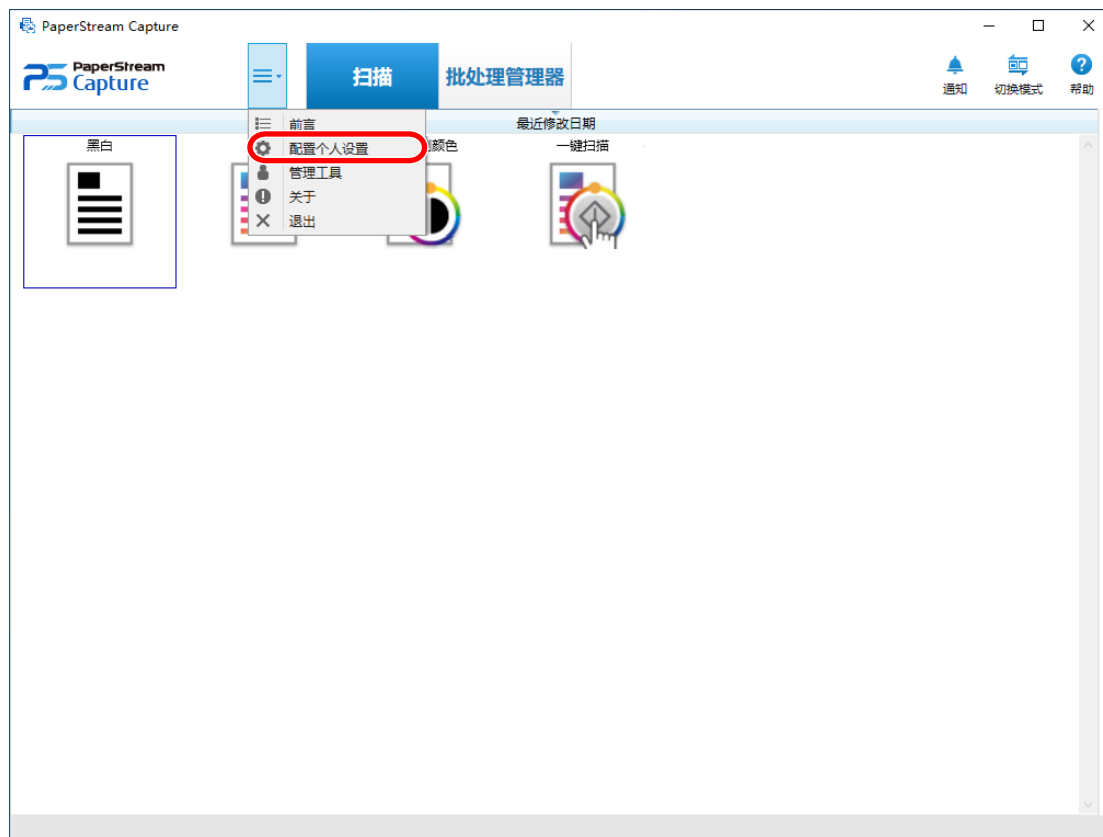 PaperStream Capture
PaperStream
Capture
扫描
批处理管理器
通知
切换模式
帮助
最近修改日期
前言
配置个人设置
管理工具
关于
退出
黑白
颜色
一键扫描